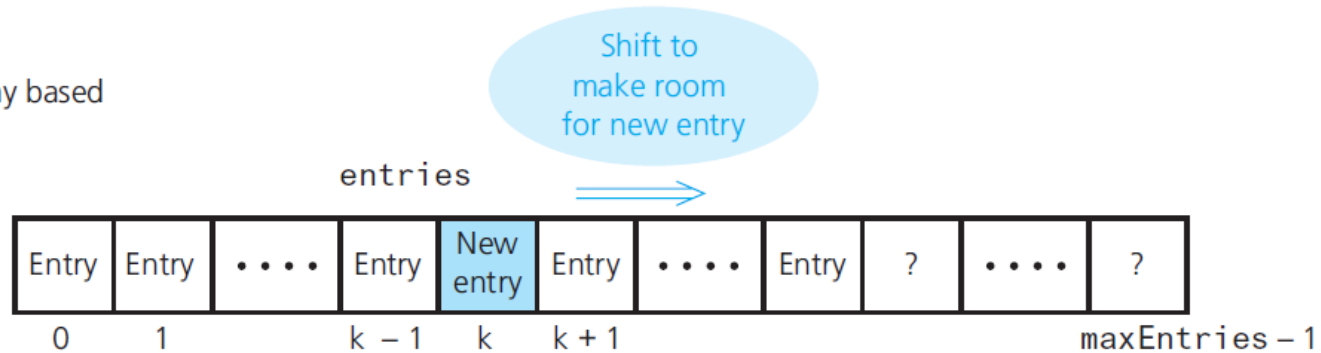 Shift to
make room
for new entry
y based
entries
Entry Entry •••• Entry New entry Entry •••• Entry ? •••• ?
0 1 k – 1 k k + 1 maxEntries – 1